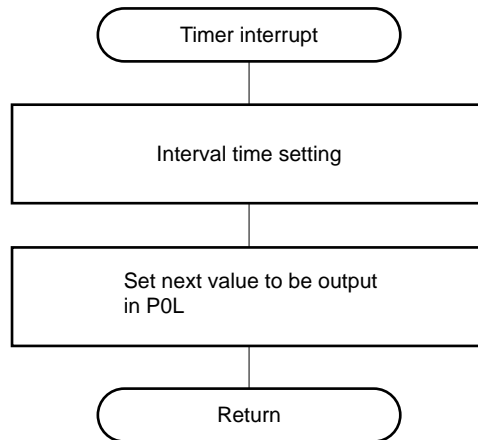 Timer interrupt
Interval time setting
Set next value to be output
in P0L
Return